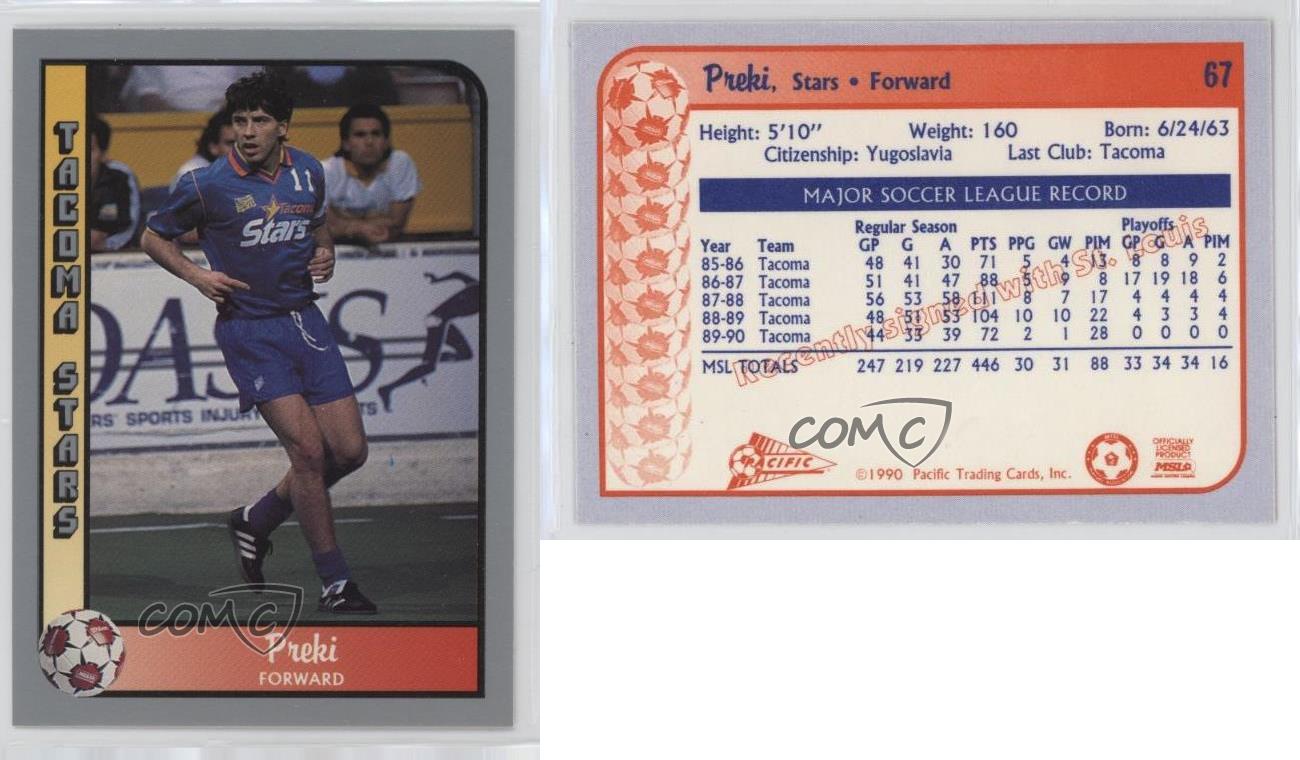 TACOMA STARS
11
Tacoma
Stars
OASIS
RS' SPORTS INJURY
TS
COMC
Preki
FORWARD
Preki, Stars • Forward
67
Height: 5'10" Weight: 160 Born: 6/24/63
Citizenship: Yugoslavia Last Club: Tacoma
MAJOR SOCCER LEAGUE RECORD
Regular Season Playoffs
Year Team GP G A PTS PPG GW PIM GP G A PIM
85-86 Tacoma 48 41 30 71 5 4 13 8 8 9 2
86-87 Tacoma 51 41 47 88 5 9 8 17 19 18 6
87-88 Tacoma 56 53 58 111 8 7 17 4 4 4 4
88-89 Tacoma 48 51 53 104 10 10 22 4 3 3 4
89-90 Tacoma 44 33 39 72 2 1 28 0 0 0 0
MSL TOTALS 247 219 227 446 30 31 88 33 34 34 16
Recently signed with St. Louis
COMC
PACIFIC
©1990 Pacific Trading Cards, Inc.
OFFICIALLY
LICENSED
PRODUCT
MSL